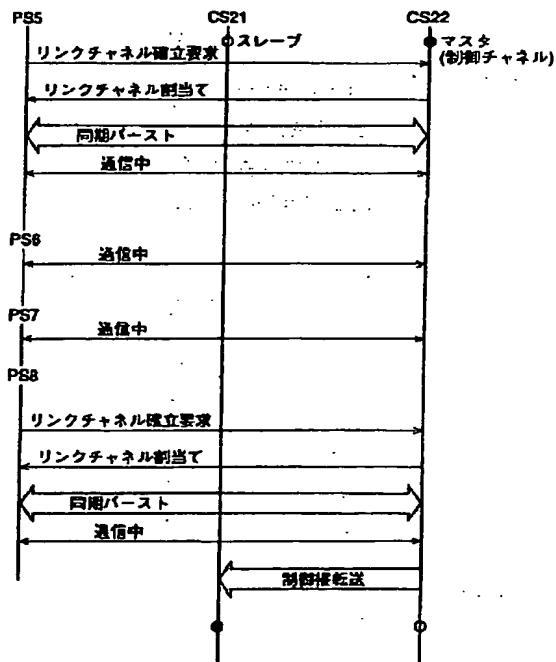 PS5 CS21 CS22
スレーブ
マスタ
(制御チャネル)
リンクチャネル確立要求
リンクチャネル割当て
同期バースト
通信中
PS6
通信中
PS7
通信中
PS8
リンクチャネル確立要求
リンクチャネル割当て
同期バースト
通信中
制御権転送